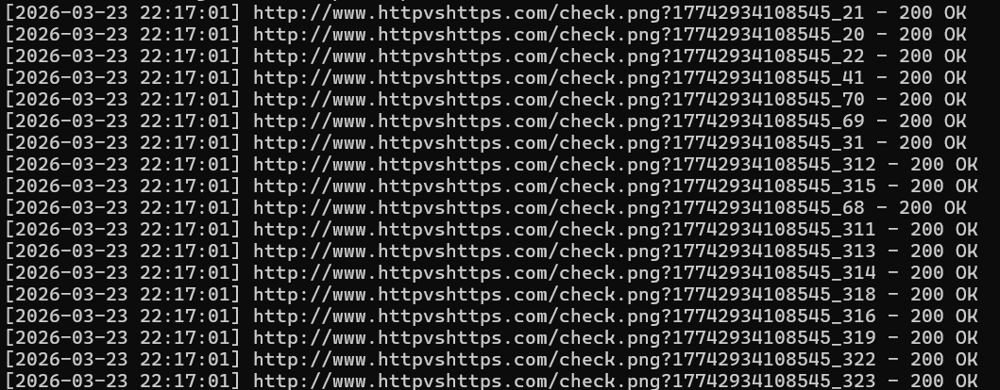 [2026-03-23 22:17:01] http://www.httpvshttps.com/check.png?17742934108545_21 - 200 OK
[2026-03-23 22:17:01] http://www.httpvshttps.com/check.png?17742934108545_20 - 200 OK
[2026-03-23 22:17:01] http://www.httpvshttps.com/check.png?17742934108545_22 - 200 OK
[2026-03-23 22:17:01] http://www.httpvshttps.com/check.png?17742934108545_41 - 200 OK
[2026-03-23 22:17:01] http://www.httpvshttps.com/check.png?17742934108545_70 - 200 OK
[2026-03-23 22:17:01] http://www.httpvshttps.com/check.png?17742934108545_69 - 200 OK
[2026-03-23 22:17:01] http://www.httpvshttps.com/check.png?17742934108545_31 - 200 OK
[2026-03-23 22:17:01] http://www.httpvshttps.com/check.png?17742934108545_312 - 200 OK
[2026-03-23 22:17:01] http://www.httpvshttps.com/check.png?17742934108545_315 - 200 OK
[2026-03-23 22:17:01] http://www.httpvshttps.com/check.png?17742934108545_68 - 200 OK
[2026-03-23 22:17:01] http://www.httpvshttps.com/check.png?17742934108545_311 - 200 OK
[2026-03-23 22:17:01] http://www.httpvshttps.com/check.png?17742934108545_313 - 200 OK
[2026-03-23 22:17:01] http://www.httpvshttps.com/check.png?17742934108545_314 - 200 OK
[2026-03-23 22:17:01] http://www.httpvshttps.com/check.png?17742934108545_318 - 200 OK
[2026-03-23 22:17:01] http://www.httpvshttps.com/check.png?17742934108545_316 - 200 OK
[2026-03-23 22:17:01] http://www.httpvshttps.com/check.png?17742934108545_319 - 200 OK
[2026-03-23 22:17:01] http://www.httpvshttps.com/check.png?17742934108545_322 - 200 OK
[2026-03-23 22:17:01] http://www.httpvshttps.com/check.png?17742934108545_323 - 200 OK